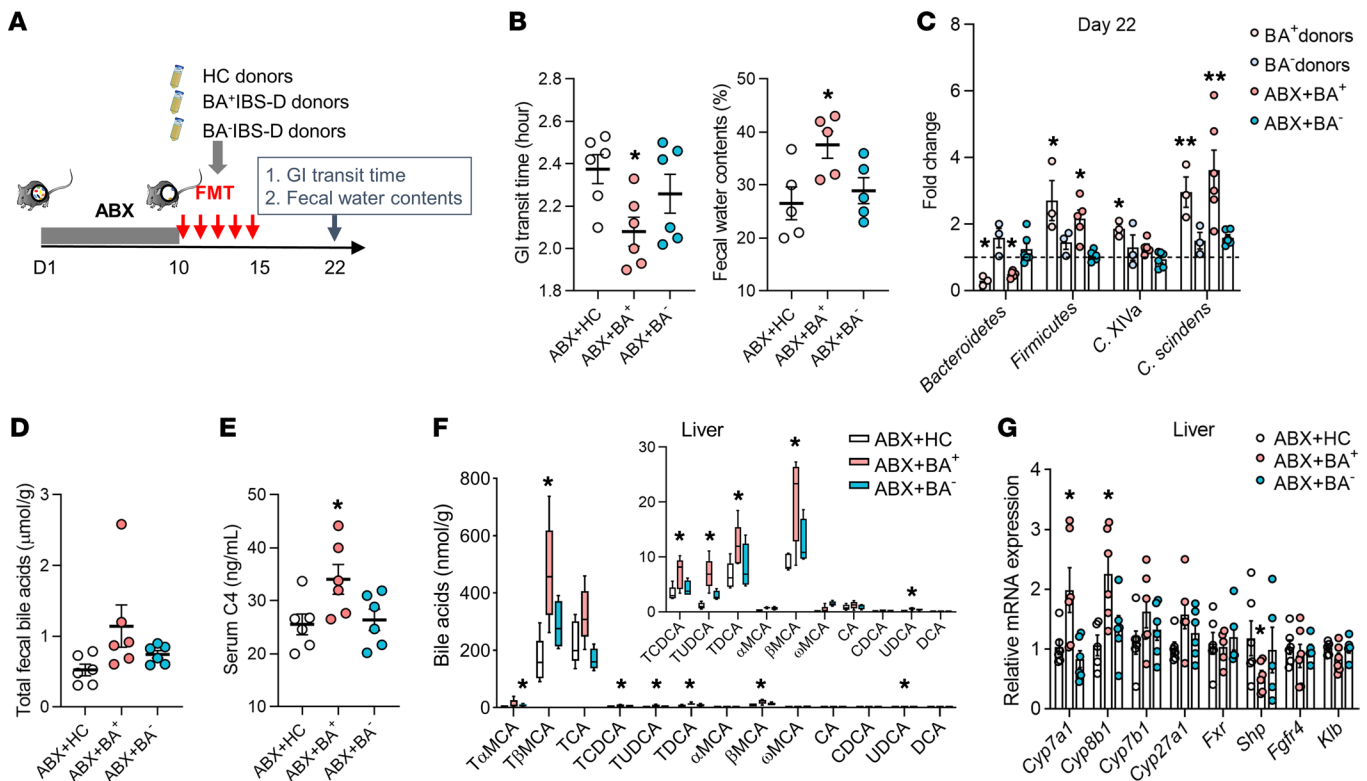 A
HC donors
BA⁺IBS-D donors
BA⁻IBS-D donors
FMT
ABX
1. GI transit time
2. Fecal water contents
D1
10
15
22
B
GI transit time (hour)
2.8
2.6
2.4
2.2
2.0
1.8
*
ABX+HC
ABX+BA⁺
ABX+BA⁻
Fecal water contents (%)
50
40
30
20
10
*
ABX+HC
ABX+BA⁺
ABX+BA⁻
C
Day 22
Fold change
8
6
4
2
0
* * * * * ** **
Bacteroidetes
Firmicutes
C. XIVa
C. scindens
BA⁺donors
BA⁻donors
ABX+BA⁺
ABX+BA⁻
D
Total fecal bile acids (μmol/g)
3
2
1
0
ABX+HC
ABX+BA⁺
ABX+BA⁻
E
Serum C4 (ng/mL)
50
40
30
20
10
*
ABX+HC
ABX+BA⁺
ABX+BA⁻
F
Liver
Bile acids (nmol/g)
800
600
400
200
0
* * * * * * *
TαMCA
TβMCA
TCA
TCDCA
TUDCA
TDCA
αMCA
βMCA
ωMCA
CA
CDCA
UDCA
DCA
30
20
10
0
* * * * *
TCDCA
TUDCA
TDCA
αMCA
βMCA
ωMCA
CA
CDCA
UDCA
DCA
ABX+HC
ABX+BA⁺
ABX+BA⁻
G
Liver
Relative mRNA expression
4
3
2
1
0
* * *
Cyp7a1
Cyp8b1
Cyp7b1
Cyp27a1
Fxr
Shp
Fgfr4
Klb
ABX+HC
ABX+BA⁺
ABX+BA⁻